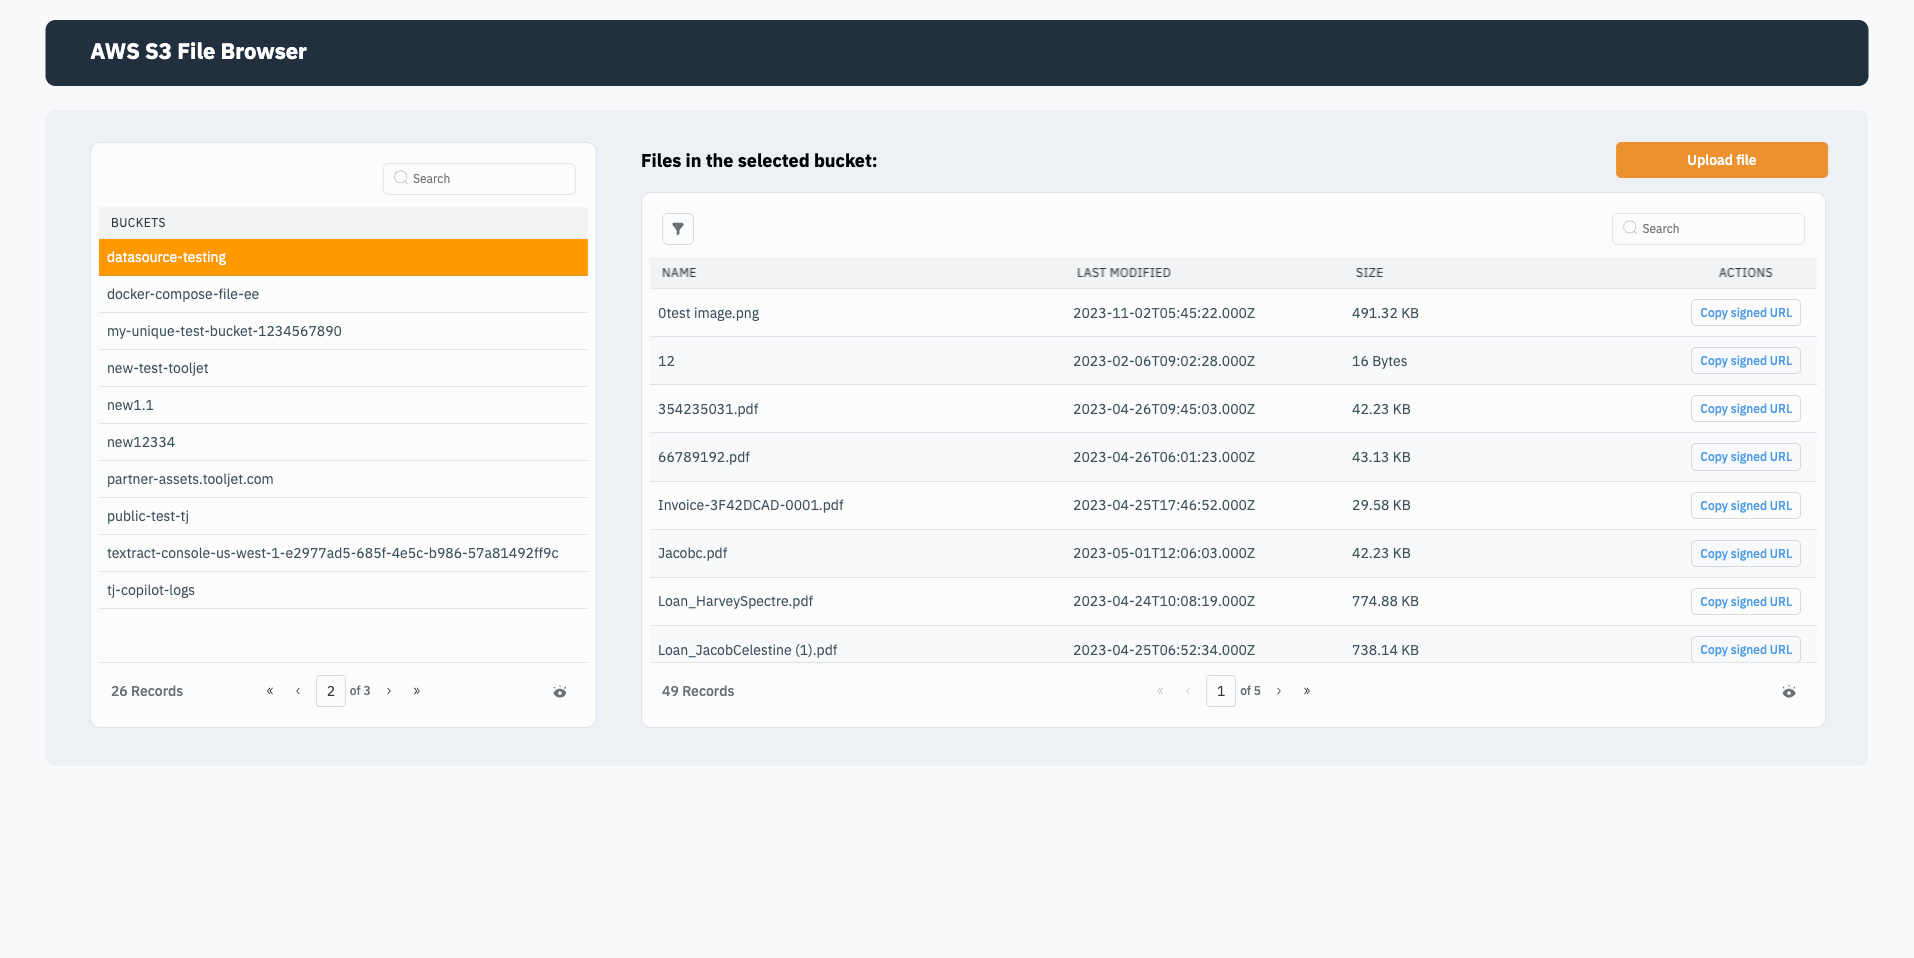 AWS S3 File Browser
Search
BUCKETS
datasource-testing
docker-compose-file-ee
my-unique-test-bucket-1234567890
new-test-tooljet
new1.1
new12334
partner-assets.tooljet.com
public-test-tj
textract-console-us-west-1-e2977ad5-685f-4e5c-b986-57a81492ff9c
tj-copilot-logs
26 Records « ‹ 2 of 3 › »
Files in the selected bucket:
Upload file
Search
NAME LAST MODIFIED SIZE ACTIONS
0test image.png 2023-11-02T05:45:22.000Z 491.32 KB Copy signed URL
12 2023-02-06T09:02:28.000Z 16 Bytes Copy signed URL
354235031.pdf 2023-04-26T09:45:03.000Z 42.23 KB Copy signed URL
66789192.pdf 2023-04-26T06:01:23.000Z 43.13 KB Copy signed URL
Invoice-3F42DCAD-0001.pdf 2023-04-25T17:46:52.000Z 29.58 KB Copy signed URL
Jacobc.pdf 2023-05-01T12:06:03.000Z 42.23 KB Copy signed URL
Loan_HarveySpectre.pdf 2023-04-24T10:08:19.000Z 774.88 KB Copy signed URL
Loan_JacobCelestine (1).pdf 2023-04-25T06:52:34.000Z 738.14 KB Copy signed URL
49 Records « ‹ 1 of 5 › »